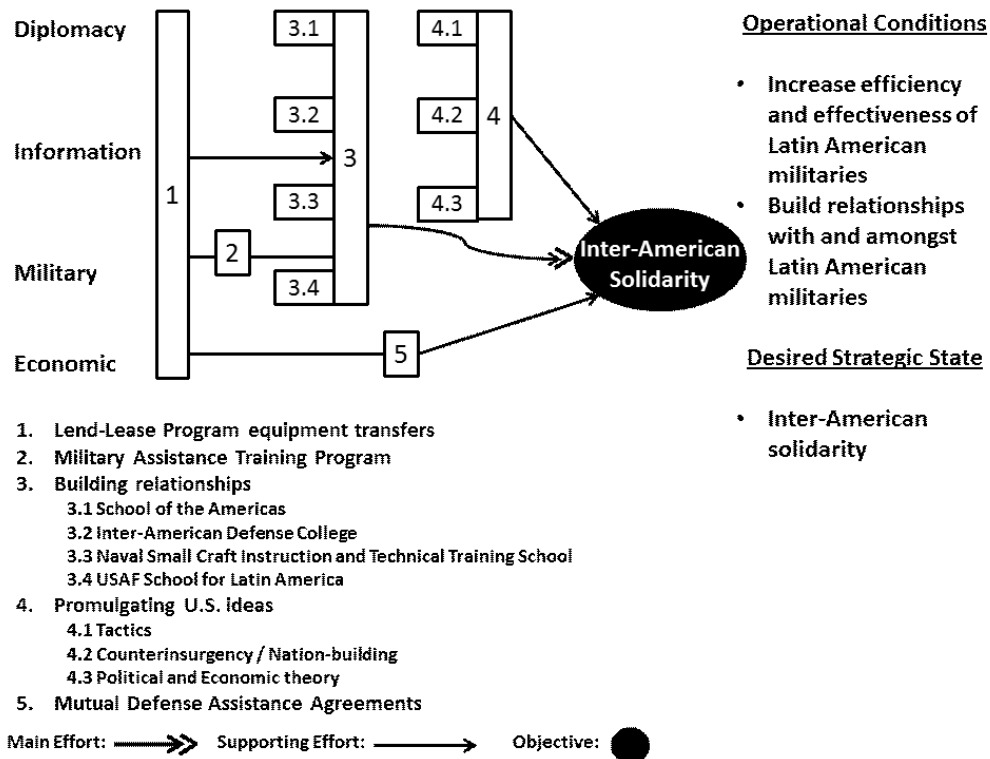 Diplomacy
Information
Military
Economic
1
2
3.1
3.2
3.3
3.4
3
4.1
4.2
4.3
4
5
Inter-American
Solidarity
Operational Conditions
• Increase efficiency
and effectiveness of
Latin American
militaries
• Build relationships
with and amongst
Latin American
militaries
Desired Strategic State
• Inter-American
solidarity
1. Lend-Lease Program equipment transfers
2. Military Assistance Training Program
3. Building relationships
3.1 School of the Americas
3.2 Inter-American Defense College
3.3 Naval Small Craft Instruction and Technical Training School
3.4 USAF School for Latin America
4. Promulgating U.S. ideas
4.1 Tactics
4.2 Counterinsurgency / Nation-building
4.3 Political and Economic theory
5. Mutual Defense Assistance Agreements
Main Effort: Supporting Effort: Objective: